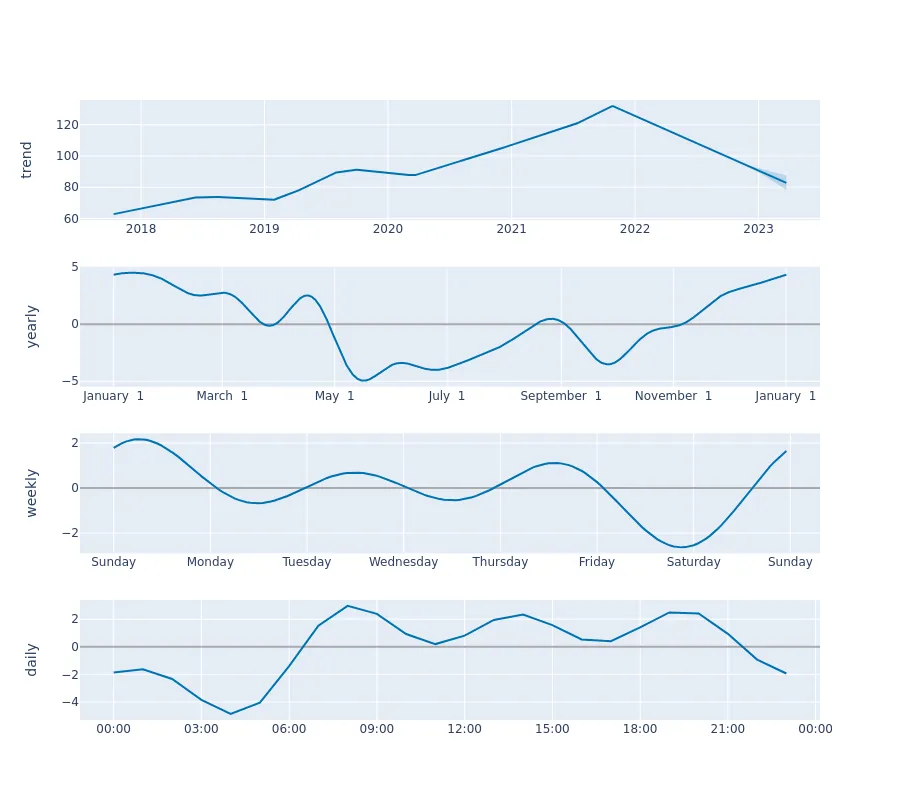 trend
120
100
80
60
2018 2019 2020 2021 2022 2023
yearly
5
0
−5
January 1 March 1 May 1 July 1 September 1 November 1 January 1
weekly
2
0
−2
Sunday Monday Tuesday Wednesday Thursday Friday Saturday Sunday
daily
2
0
−2
−4
00:00 03:00 06:00 09:00 12:00 15:00 18:00 21:00 00:00